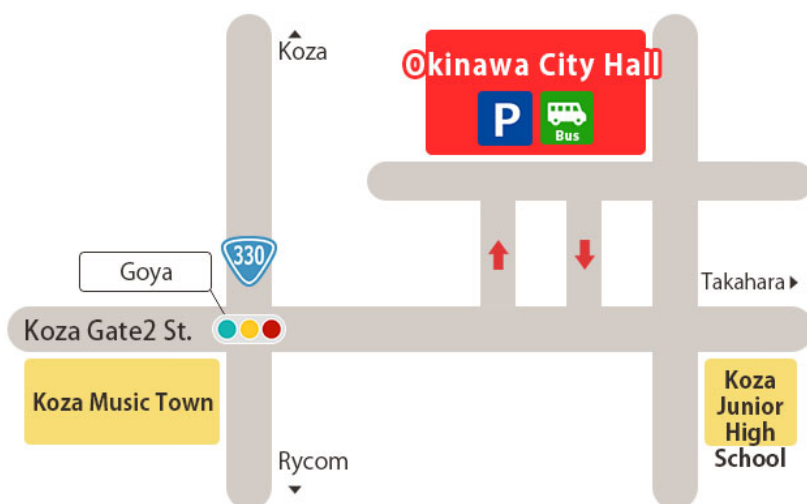 Koza
Okinawa City Hall
P
Bus
330
Goya
Takahara
Koza Gate2 St.
Koza Music Town
Koza
Junior
High
School
Rycom